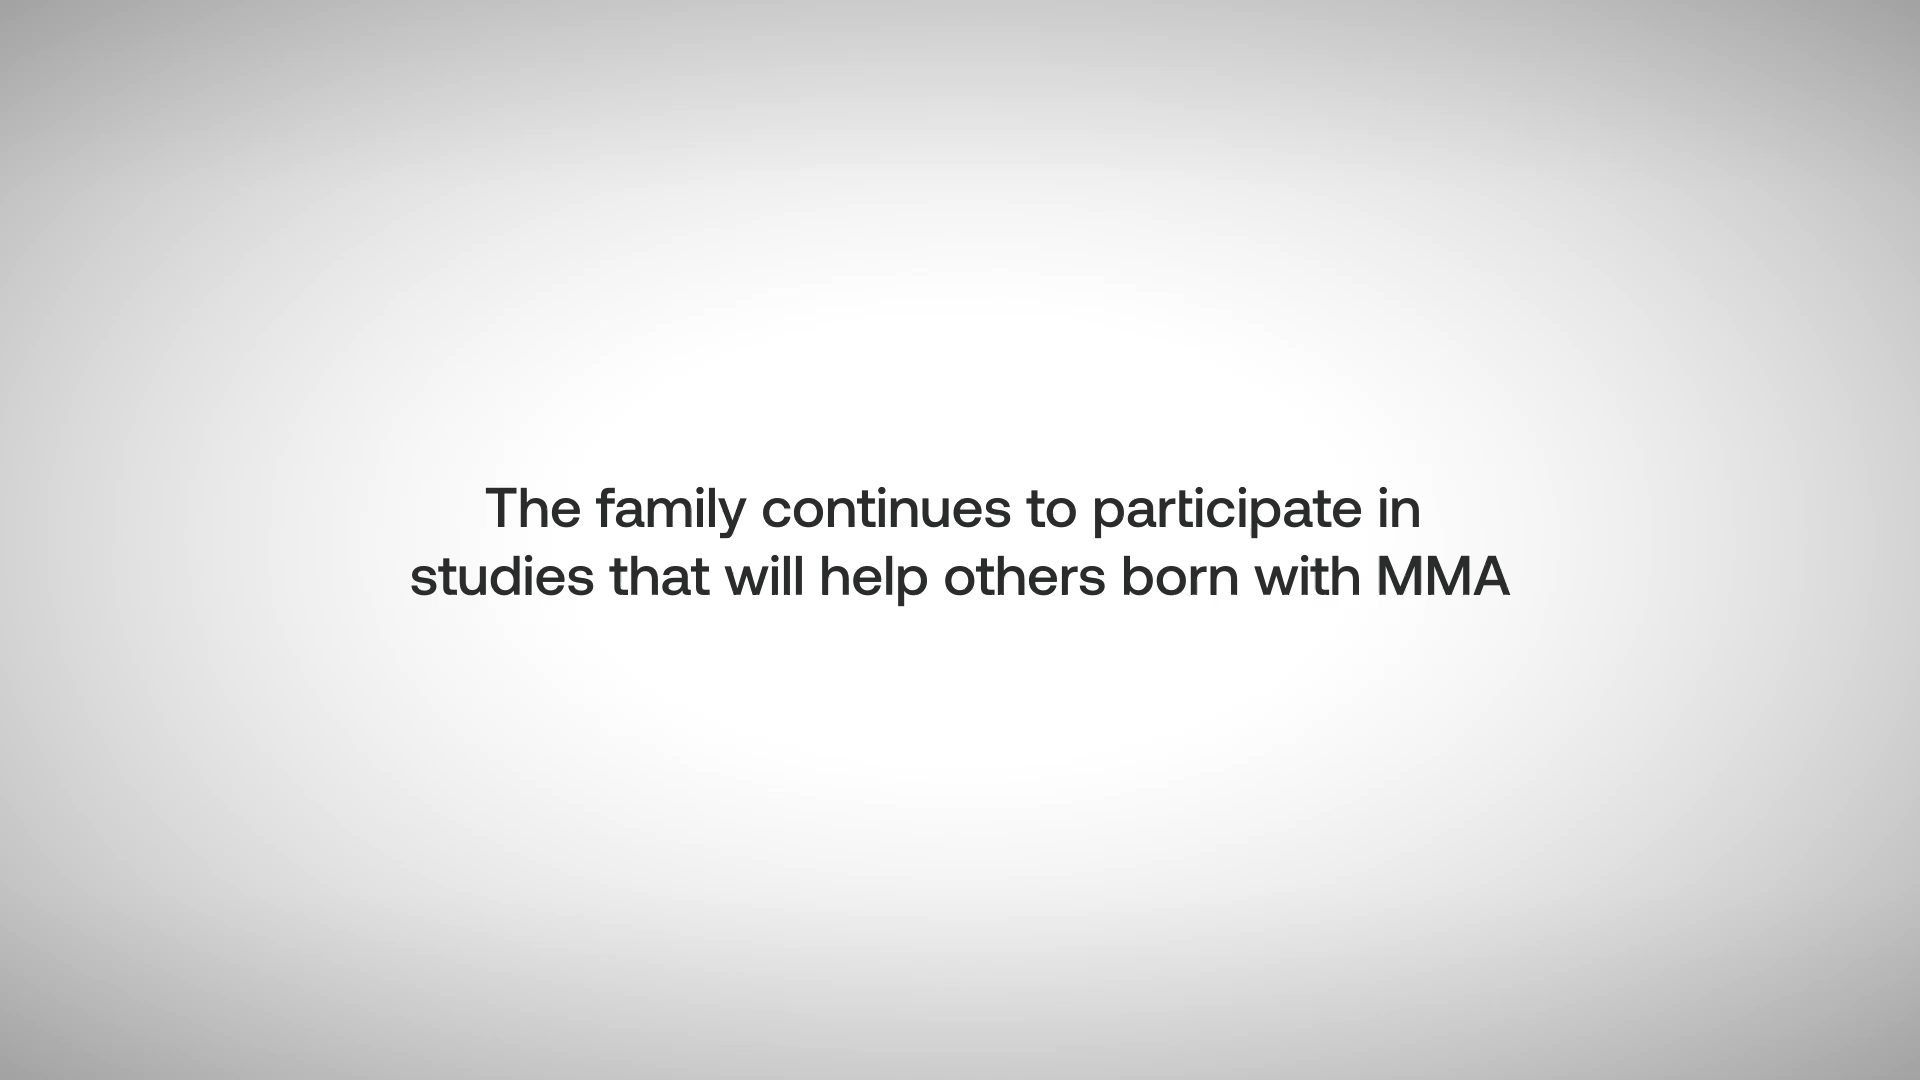 The family continues to participate in
studies that will help others born with MMA